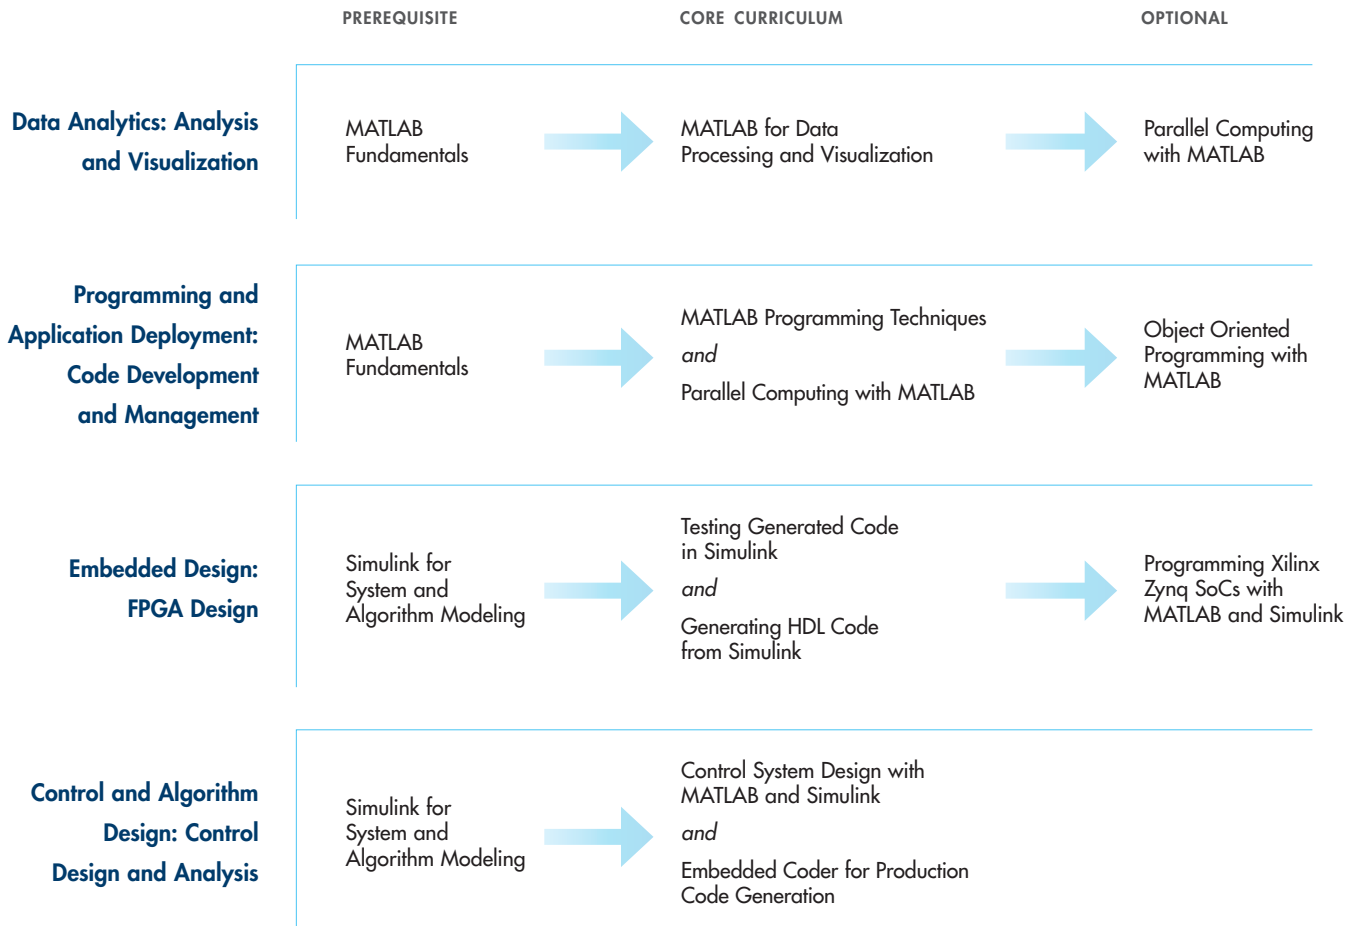 PREREQUISITE
CORE CURRICULUM
OPTIONAL
Data Analytics: Analysis
and Visualization
MATLAB
Fundamentals
MATLAB for Data
Processing and Visualization
Parallel Computing
with MATLAB
Programming and
Application Deployment:
Code Development
and Management
MATLAB
Fundamentals
MATLAB Programming Techniques
and
Parallel Computing with MATLAB
Object Oriented
Programming with
MATLAB
Embedded Design:
FPGA Design
Simulink for
System and
Algorithm Modeling
Testing Generated Code
in Simulink
and
Generating HDL Code
from Simulink
Programming Xilinx
Zynq SoCs with
MATLAB and Simulink
Control and Algorithm
Design: Control
Design and Analysis
Simulink for
System and
Algorithm Modeling
Control System Design with
MATLAB and Simulink
and
Embedded Coder for Production
Code Generation